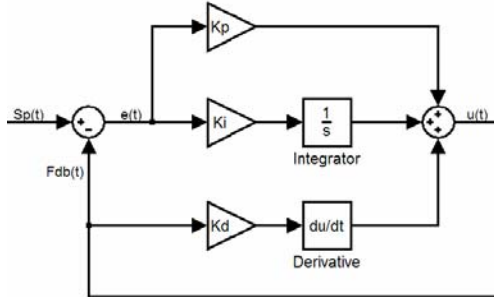 Kp
Sp(t)
+
−
e(t)
Ki
1
s
Integrator
+
+
+
u(t)
Fdb(t)
Kd
du/dt
Derivative